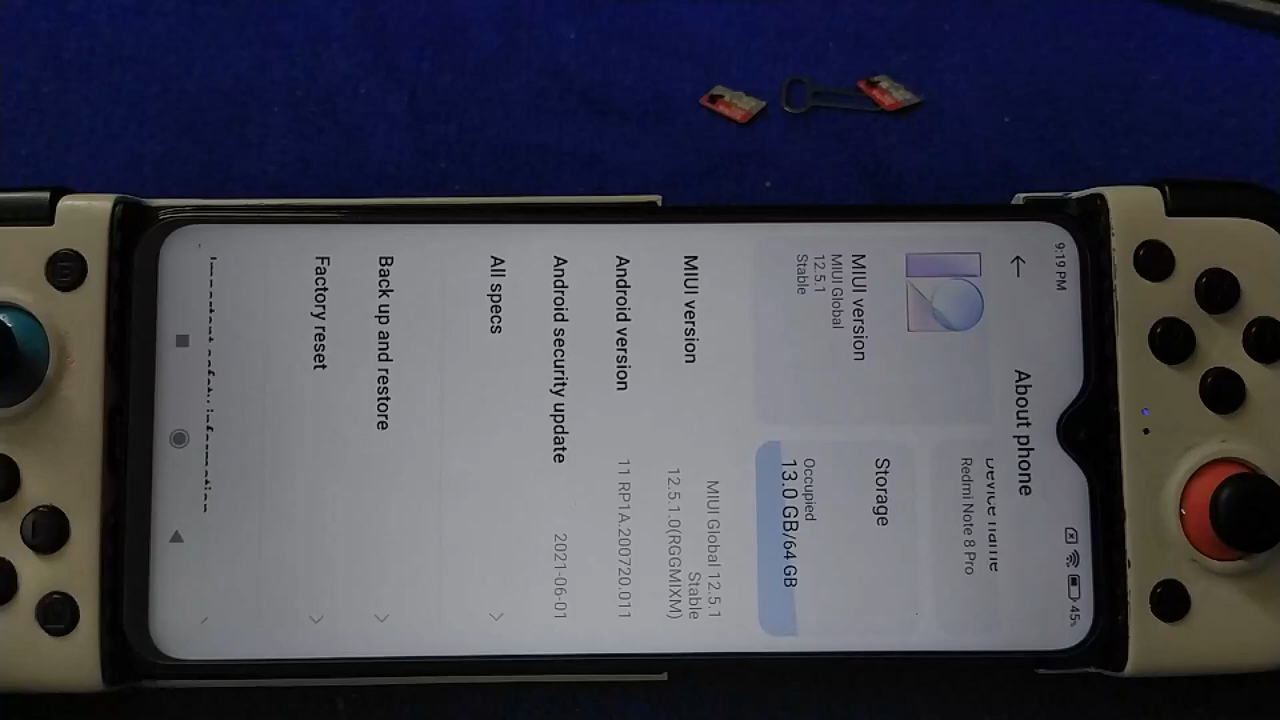 9:19 PM
45%
About phone
Device name
Redmi Note 8 Pro
MIUI version
MIUI Global
12.5.1
Stable
Storage
Occupied
13.0 GB/64 GB
MIUI version
MIUI Global 12.5.1
Stable
12.5.1.0(RGGMIXM)
Android version
11 RP1A.200720.011
Android security update
2021-06-01
All specs
Back up and restore
Factory reset